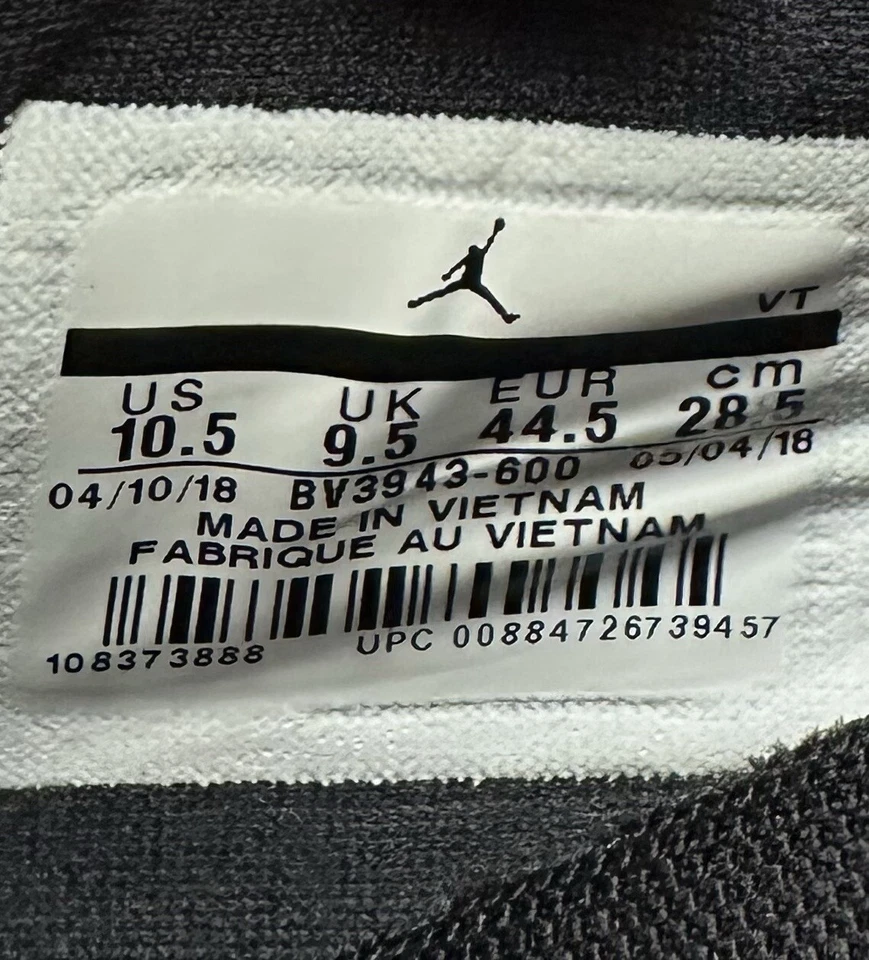 VT
US UK EUR cm
10.5 9.5 44.5 28.5
04/10/18 BV3943-600 05/04/18
MADE IN VIETNAM
FABRIQUE AU VIETNAM
108373888 UPC 00884726739457